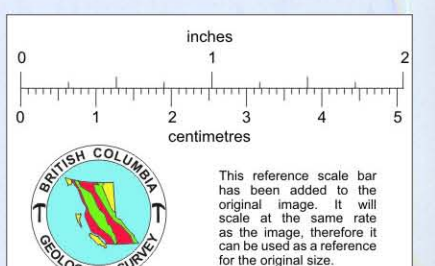 inches
0 1 2
0 1 2 3 4 5
centimetres
BRITISH COLUMBIA
GEOLOGICAL SURVEY
This reference scale bar
has been added to the
original image. It will
scale at the same rate
as the image, therefore it
can be used as a reference
for the original size.